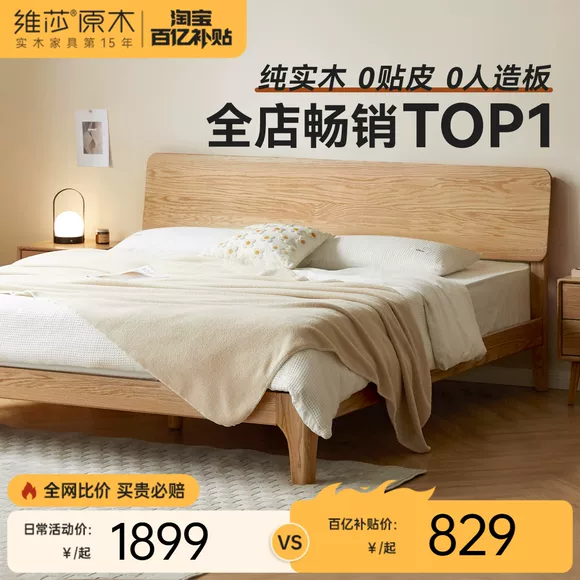 维莎®原木
实木家具第15年
淘宝
百亿补贴
纯实木 0贴皮 0人造板
全店畅销TOP1
全网比价 买贵必赔
日常活动价:
¥/起
1899
VS
百亿补贴价:
¥/起
829